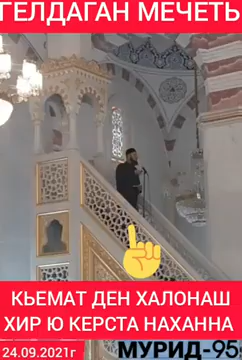 ГЕЛДАГАН МЕЧЕТЬ
КЬЕМАТ ДЕН ХАЛОНАШ
ХИР Ю КЕРСТА НАХАННА
24.09.2021г МУРИД-95